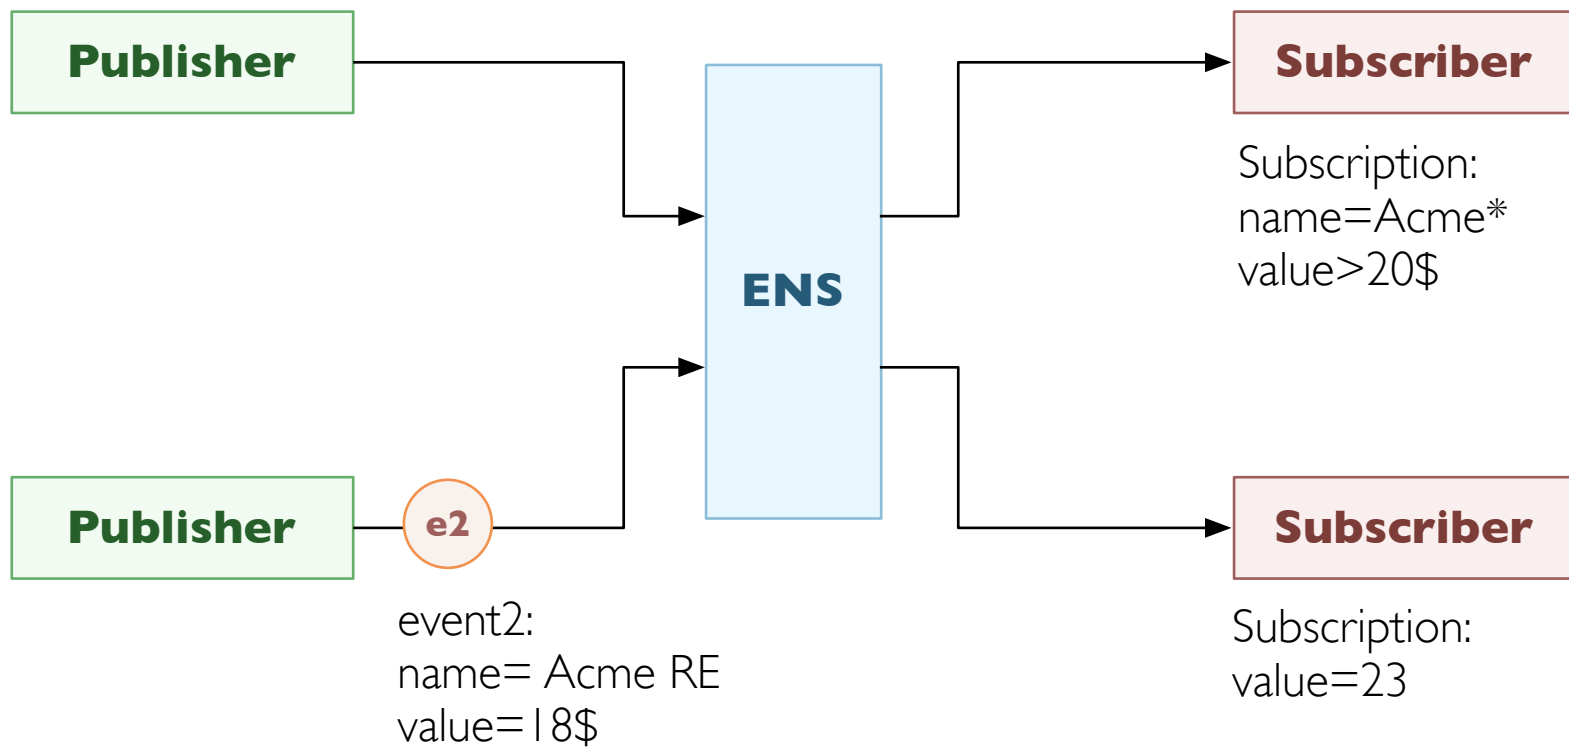 Publisher
Subscriber
Subscription:
name=Acme*
value>20$
ENS
Publisher
e2
Subscriber
event2:
name= Acme RE
value=18$
Subscription:
value=23